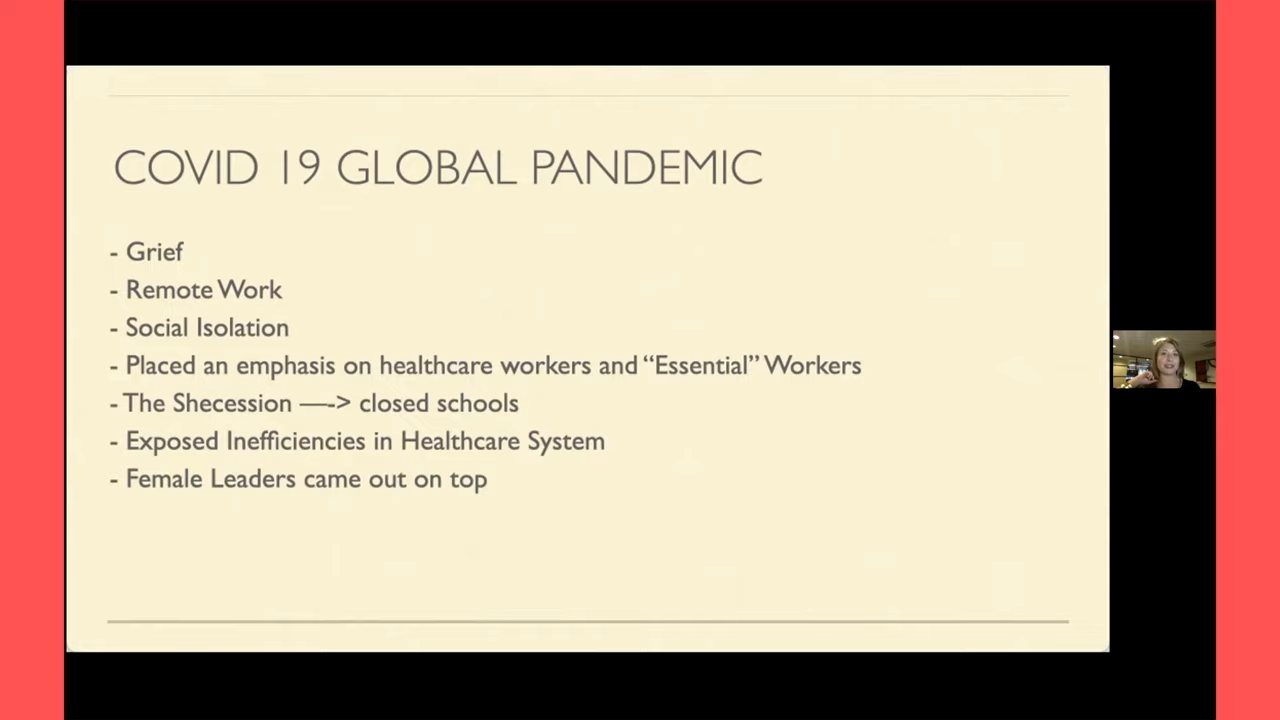 COVID 19 GLOBAL PANDEMIC
- Grief
- Remote Work
- Social Isolation
- Placed an emphasis on healthcare workers and “Essential” Workers
- The Shecession —-> closed schools
- Exposed Inefficiencies in Healthcare System
- Female Leaders came out on top